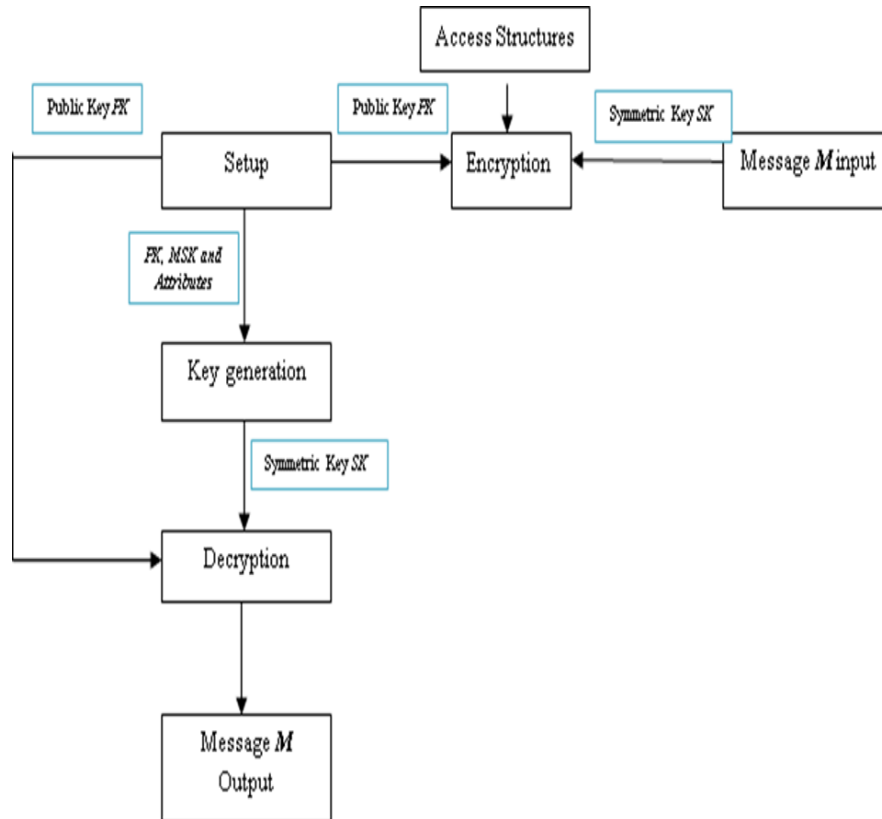 Access Structures
Public Key PK
Public Key PK
Symmetric Key SK
Setup
Encryption
Message M input
PK, MSK and
Attributes
Key generation
Symmetric Key SK
Decryption
Message M
Output